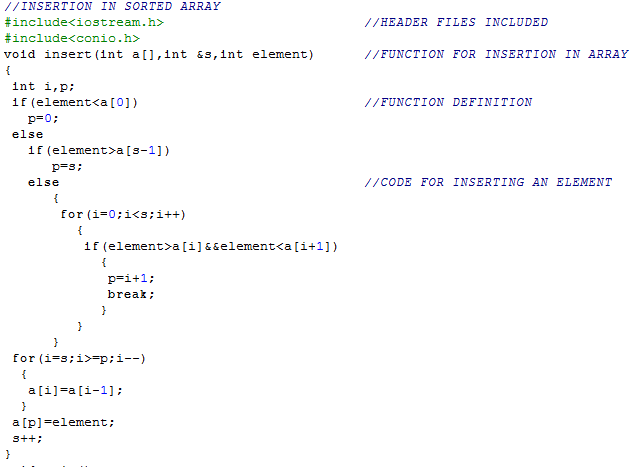 //INSERTION IN SORTED ARRAY
#include<iostream.h> //HEADER FILES INCLUDED
#include<conio.h>
void insert(int a[],int &s,int element) //FUNCTION FOR INSERTION IN ARRAY
{
int i,p;
if(element<a[0]) //FUNCTION DEFINITION
p=0;
else
if(element>a[s-1])
p=s;
else //CODE FOR INSERTING AN ELEMENT
{
for(i=0;i<s;i++)
{
if(element>a[i]&&element<a[i+1])
{
p=i+1;
break;
}
}
}
for(i=s;i>=p;i--)
{
a[i]=a[i-1];
}
a[p]=element;
s++;
}